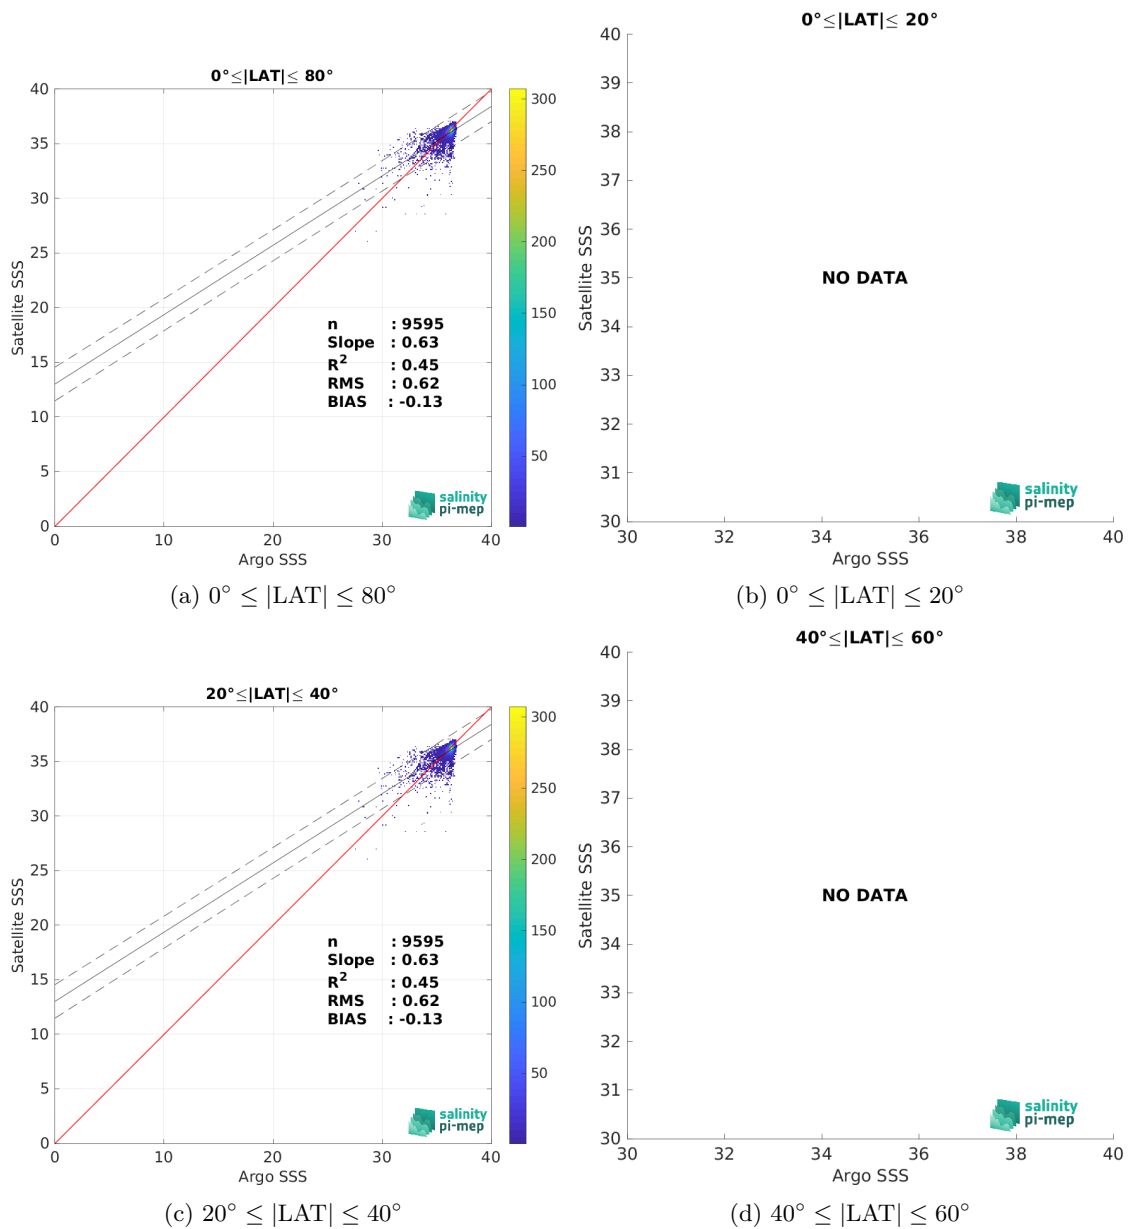 0°≤|LAT|≤ 80°
40
35
30
25
20
15
10
5
0
Satellite SSS
0
10
20
30
40
Argo SSS
300
250
200
150
100
50
n : 9595
Slope : 0.63
R² : 0.45
RMS : 0.62
BIAS : -0.13
salinity
pi-mep
(a) 0° ≤ |LAT| ≤ 80°
0°≤|LAT|≤ 20°
40
39
38
37
36
35
34
33
32
31
30
Satellite SSS
NO DATA
30
32
34
36
38
40
Argo SSS
salinity
pi-mep
(b) 0° ≤ |LAT| ≤ 20°
20°≤|LAT|≤ 40°
40
35
30
25
20
15
10
5
0
Satellite SSS
0
10
20
30
40
Argo SSS
300
250
200
150
100
50
n : 9595
Slope : 0.63
R² : 0.45
RMS : 0.62
BIAS : -0.13
salinity
pi-mep
(c) 20° ≤ |LAT| ≤ 40°
40°≤|LAT|≤ 60°
40
39
38
37
36
35
34
33
32
31
30
Satellite SSS
NO DATA
30
32
34
36
38
40
Argo SSS
salinity
pi-mep
(d) 40° ≤ |LAT| ≤ 60°